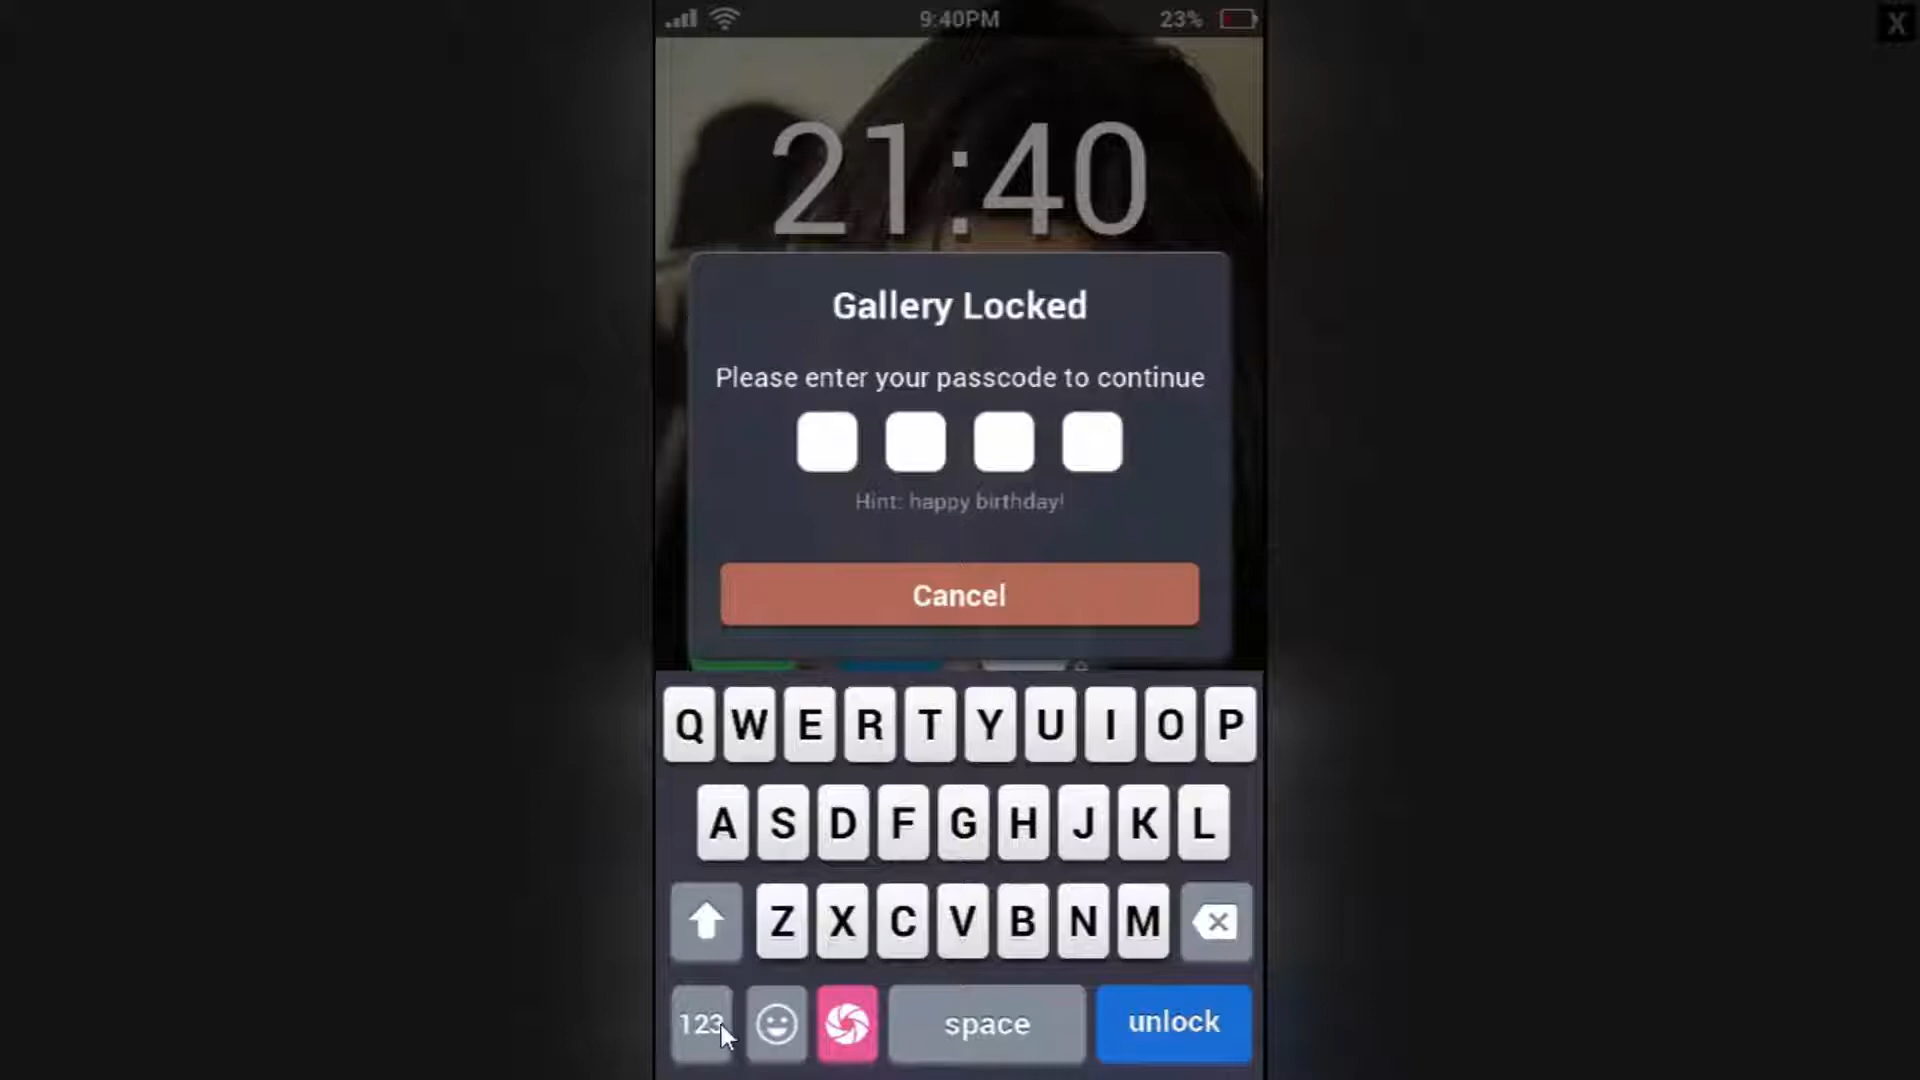 9:40PM 23% X
21:40
Gallery Locked
Please enter your passcode to continue
Hint: happy birthday!
Cancel
Q W E R T Y U I O P
A S D F G H J K L
Z X C V B N M
123 space unlock